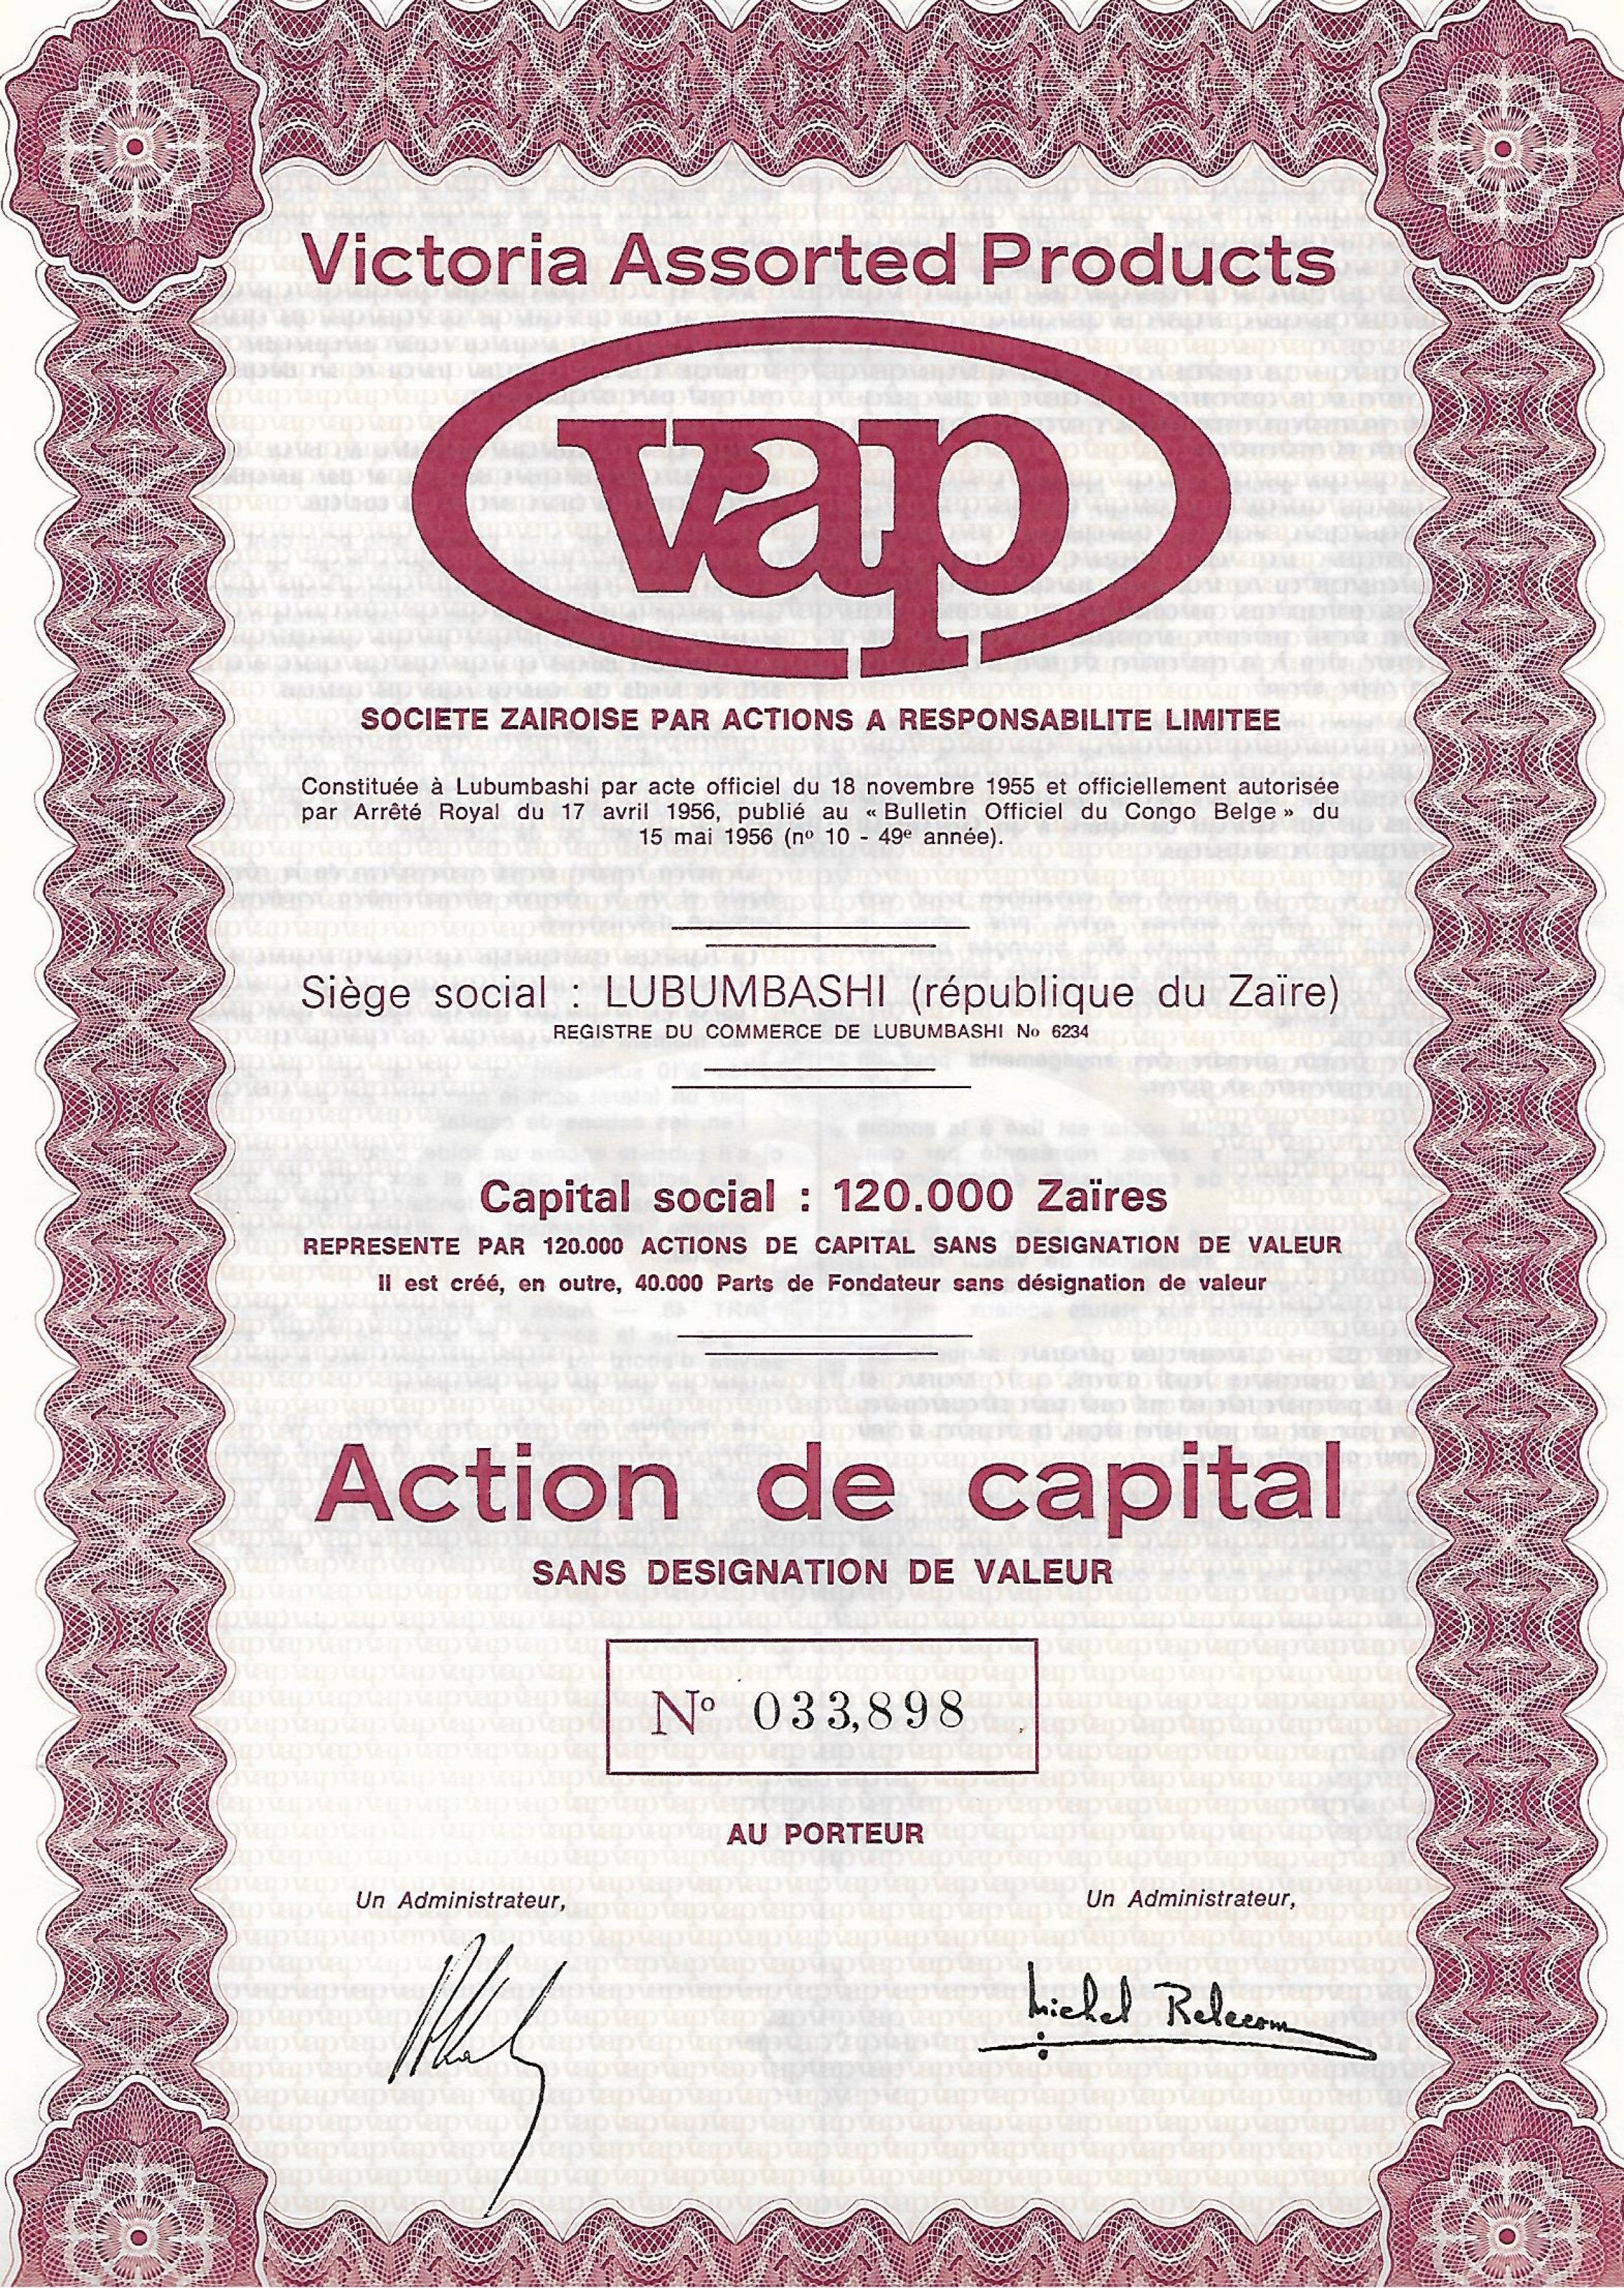 Victoria Assorted Products
vap
SOCIETE ZAIROISE PAR ACTIONS A RESPONSABILITE LIMITEE
Constituée à Lubumbashi par acte officiel du 18 novembre 1955 et officiellement autorisée
par Arrêté Royal du 17 avril 1956, publié au « Bulletin Officiel du Congo Belge » du
15 mai 1956 (nº 10 - 49e année).
Siège social : LUBUMBASHI (république du Zaïre)
REGISTRE DU COMMERCE DE LUBUMBASHI Nº 6234
Capital social : 120.000 Zaïres
REPRESENTE PAR 120.000 ACTIONS DE CAPITAL SANS DESIGNATION DE VALEUR
Il est créé, en outre, 40.000 Parts de Fondateur sans désignation de valeur
Action de capital
SANS DESIGNATION DE VALEUR
Nº 033,898
AU PORTEUR
Un Administrateur, Un Administrateur,
Michel Relecom